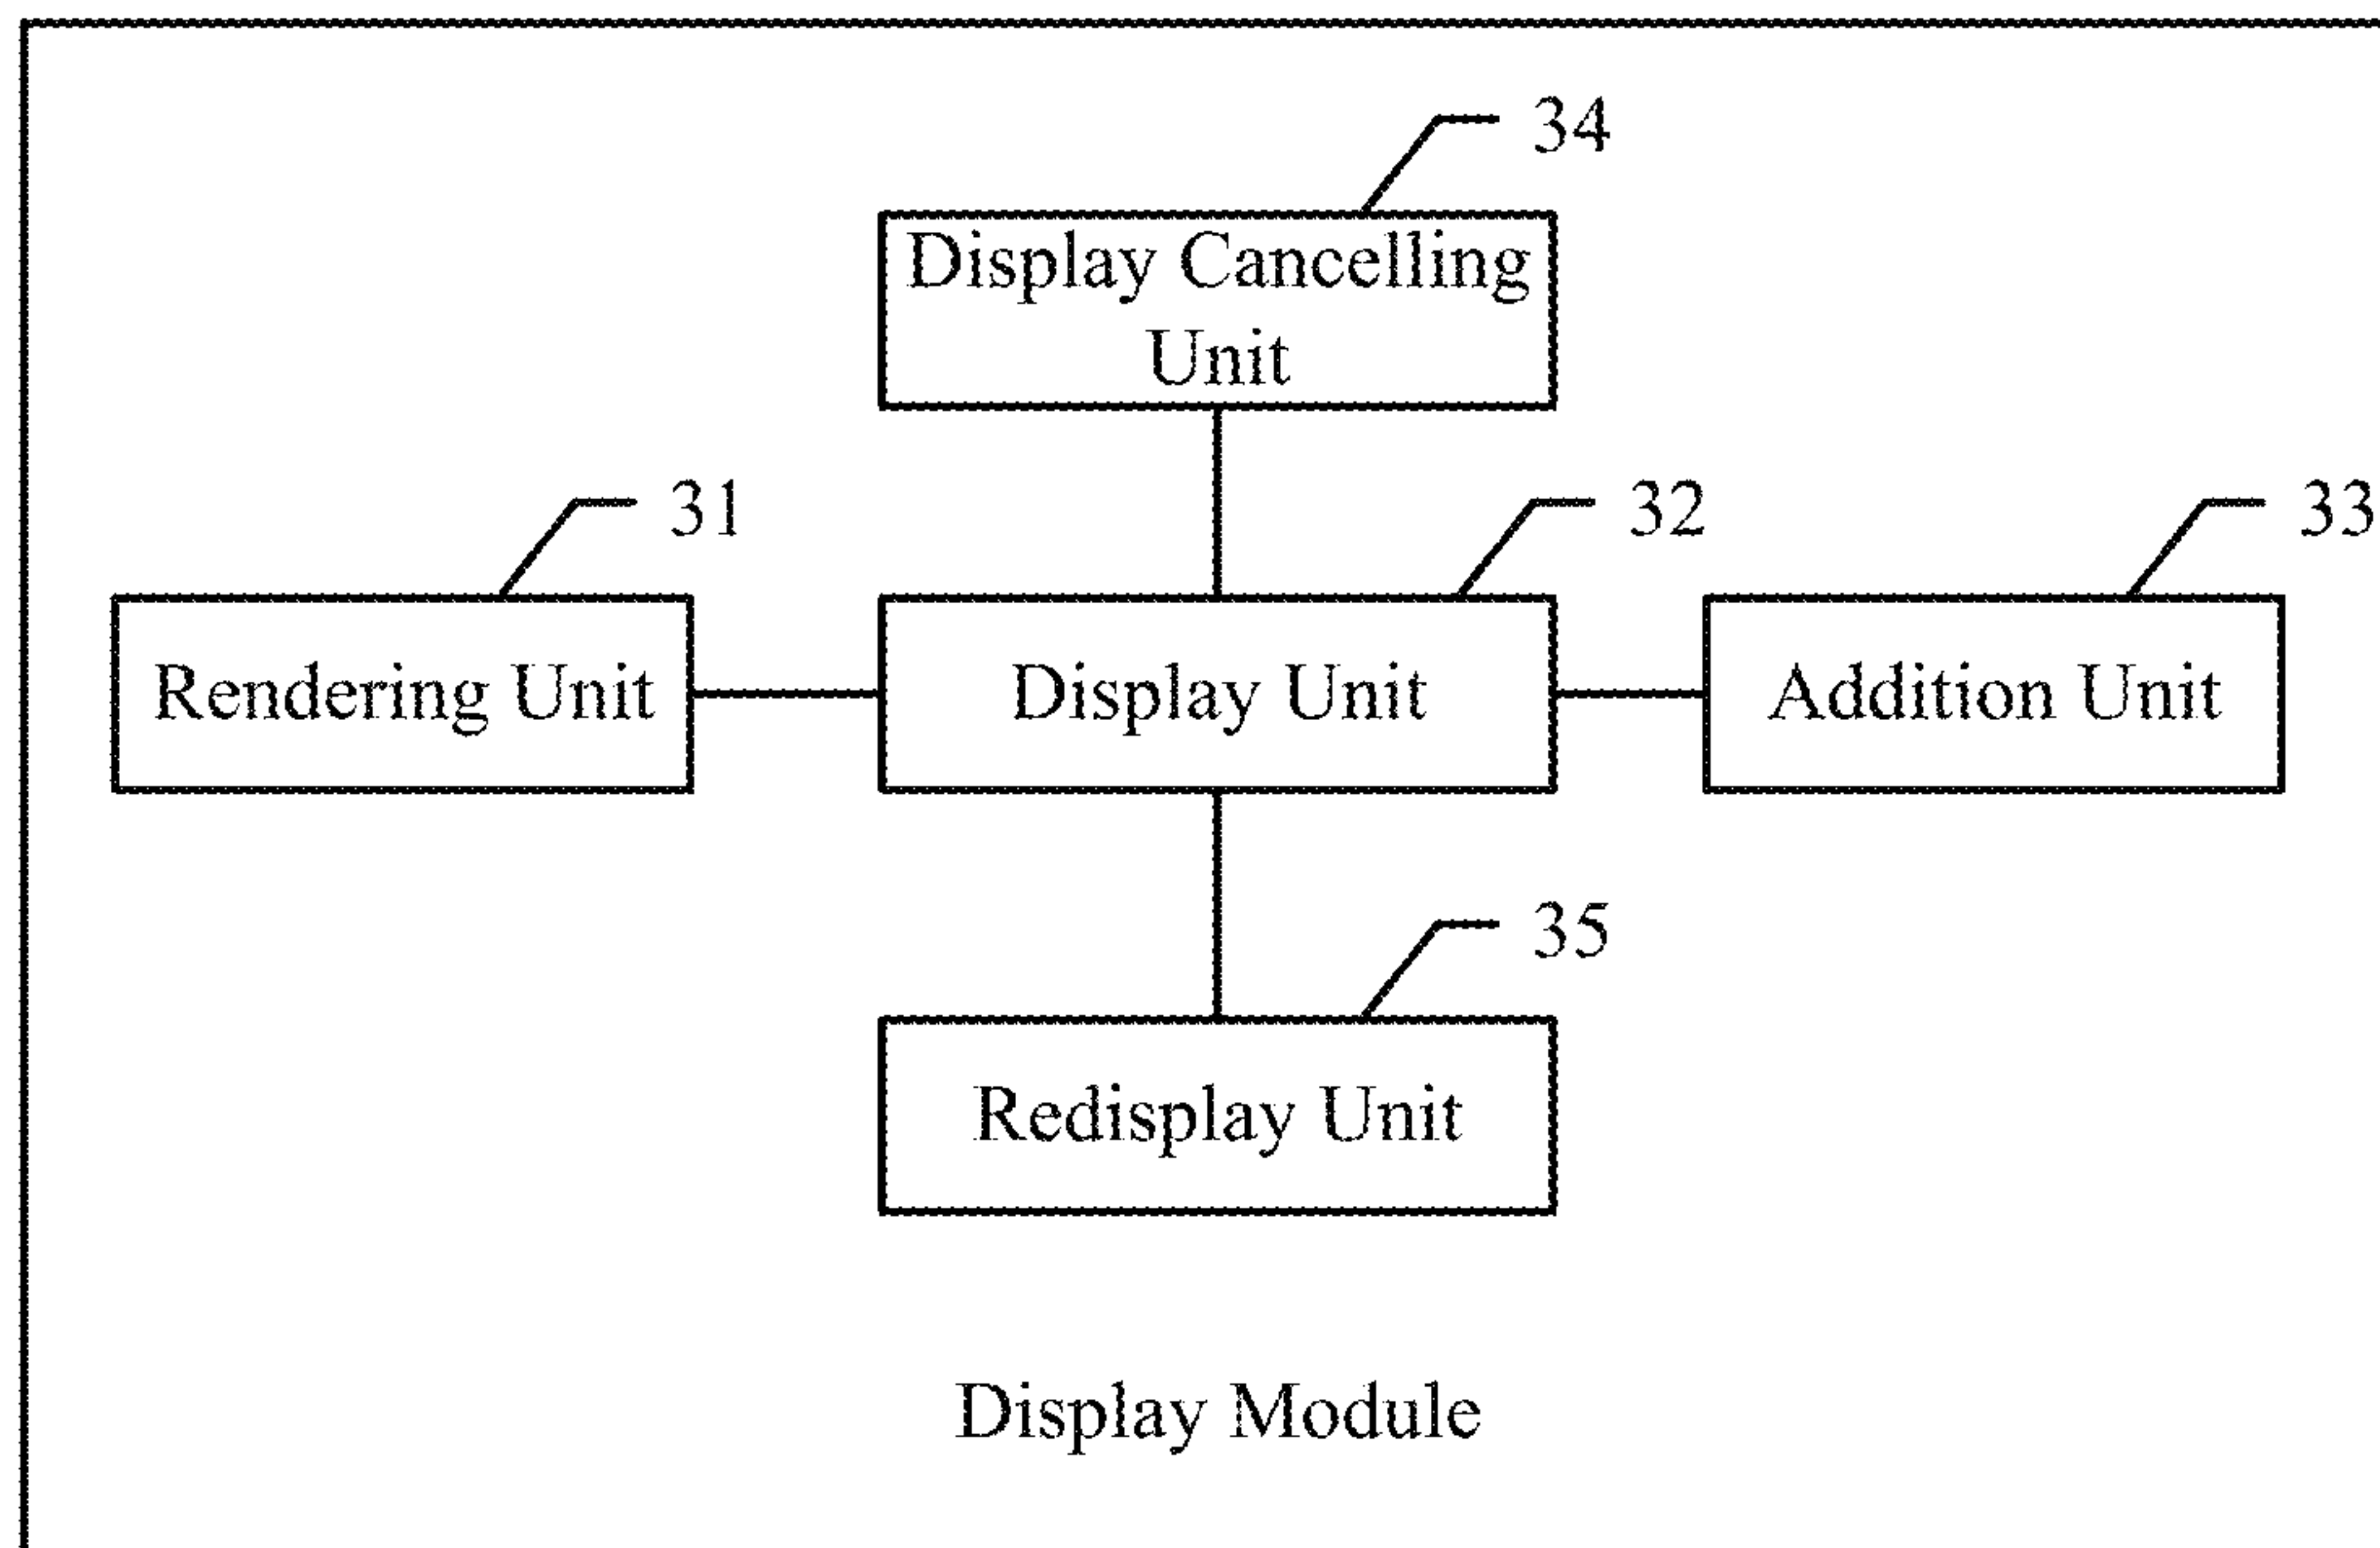 34
Display Cancelling
Unit
31
32
33
Rendering Unit
Display Unit
Addition Unit
35
Redisplay Unit
Display Module